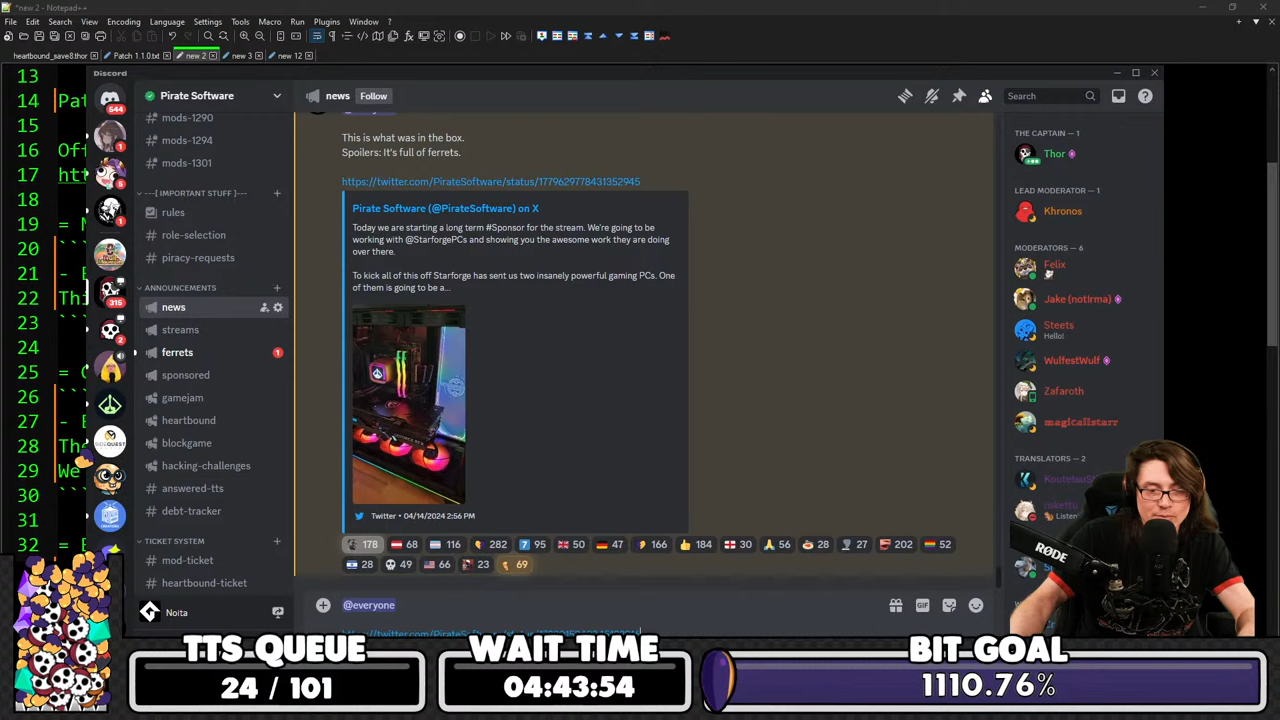 *new 2 - Notepad++
File Edit Search View Encoding Language Settings Tools Macro Run Plugins Window ?
heartbound_save8.thor Patch 1.1.0.txt new 2 new 3 new 12
13
14 Pat
15
16 Off
17 htt
18
19 = N
20 ```
21 - E
22 Thi
23 ```
24
25 = C
26 ```
27 - E
28 The
29 We
30 ```
31
32 = E
Discord
544
1
5
1
315
2
Pirate Software
mods-1290
mods-1294
mods-1301
---[ IMPORTANT STUFF ]---
rules
role-selection
piracy-requests
ANNOUNCEMENTS
news
streams
ferrets 1
sponsored
gamejam
heartbound
blockgame
hacking-challenges
answered-tts
debt-tracker
TICKET SYSTEM
mod-ticket
heartbound-ticket
Noita
news Follow
Search
This is what was in the box.
Spoilers: It's full of ferrets.
https://twitter.com/PirateSoftware/status/1779629778431352945
Pirate Software (@PirateSoftware) on X
Today we are starting a long term #Sponsor for the stream. We're going to be
working with @StarforgePCs and showing you the awesome work they are doing
over there.
To kick all of this off Starforge has sent us two insanely powerful gaming PCs. One
of them is going to be a...
Twitter • 04/14/2024 2:56 PM
178 68 116 282 95 50 47 166 184 30 56 28 27 202 52
28 49 66 23 69
@everyone
THE CAPTAIN — 1
Thor
LEAD MODERATOR — 1
Khronos
MODERATORS — 6
Felix
Jake (notIrma)
Steets
Hello!
WulfestWulf
Zafaroth
magicallstarr
TRANSLATORS — 2
RØDE
TTS QUEUE
24 / 101
WAIT TIME
04:43:54
BIT GOAL
1110.76%